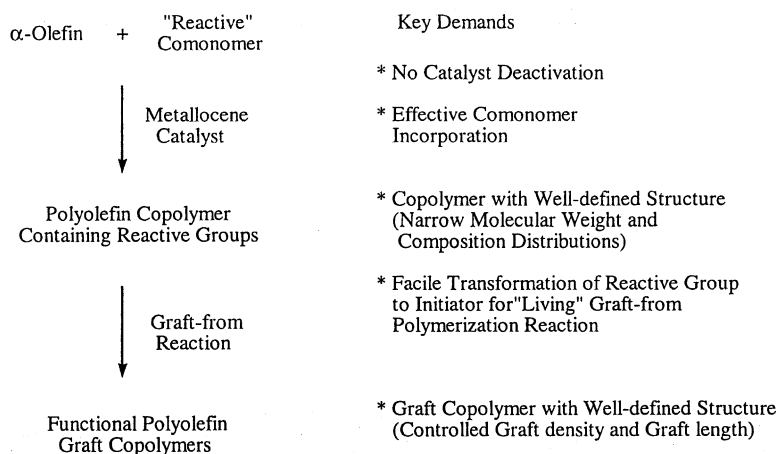 α-Olefin + "Reactive"
Comonomer
Metallocene
Catalyst
Polyolefin Copolymer
Containing Reactive Groups
Graft-from
Reaction
Functional Polyolefin
Graft Copolymers
Key Demands
* No Catalyst Deactivation
* Effective Comonomer
Incorporation
* Copolymer with Well-defined Structure
(Narrow Molecular Weight and
Composition Distributions)
* Facile Transformation of Reactive Group
to Initiator for"Living" Graft-from
Polymerization Reaction
* Graft Copolymer with Well-defined Structure
(Controlled Graft density and Graft length)